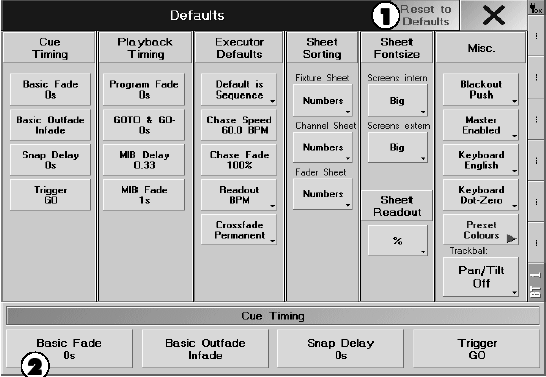 Defaults
1
Reset to
Defaults
X
Cue
Timing
Basic Fade
0s
Basic Outfade
Infade
Snap Delay
0s
Trigger
GO
Playback
Timing
Program Fade
0s
GOTO & GO-
0s
MIB Delay
0.33
MIB Fade
1s
Executor
Defaults
Default is
Sequence
Chase Speed
60.0 BPM
Chase Fade
100%
Readout
BPM
Crossfade
Permanent
Sheet
Sorting
Fixture Sheet
Numbers
Channel Sheet
Numbers
Fader Sheet
Numbers
Sheet
Fontsize
Screens intern
Big
Screens extern
Big
Sheet
Readout
%
Misc.
Blackout
Push
Master
Enabled
Keyboard
English
Keyboard
Dot-Zero
Preset
Colours
Trackball:
Pan/Tilt
Off
Cue Timing
Basic Fade
0s
2
Basic Outfade
Infade
Snap Delay
0s
Trigger
GO